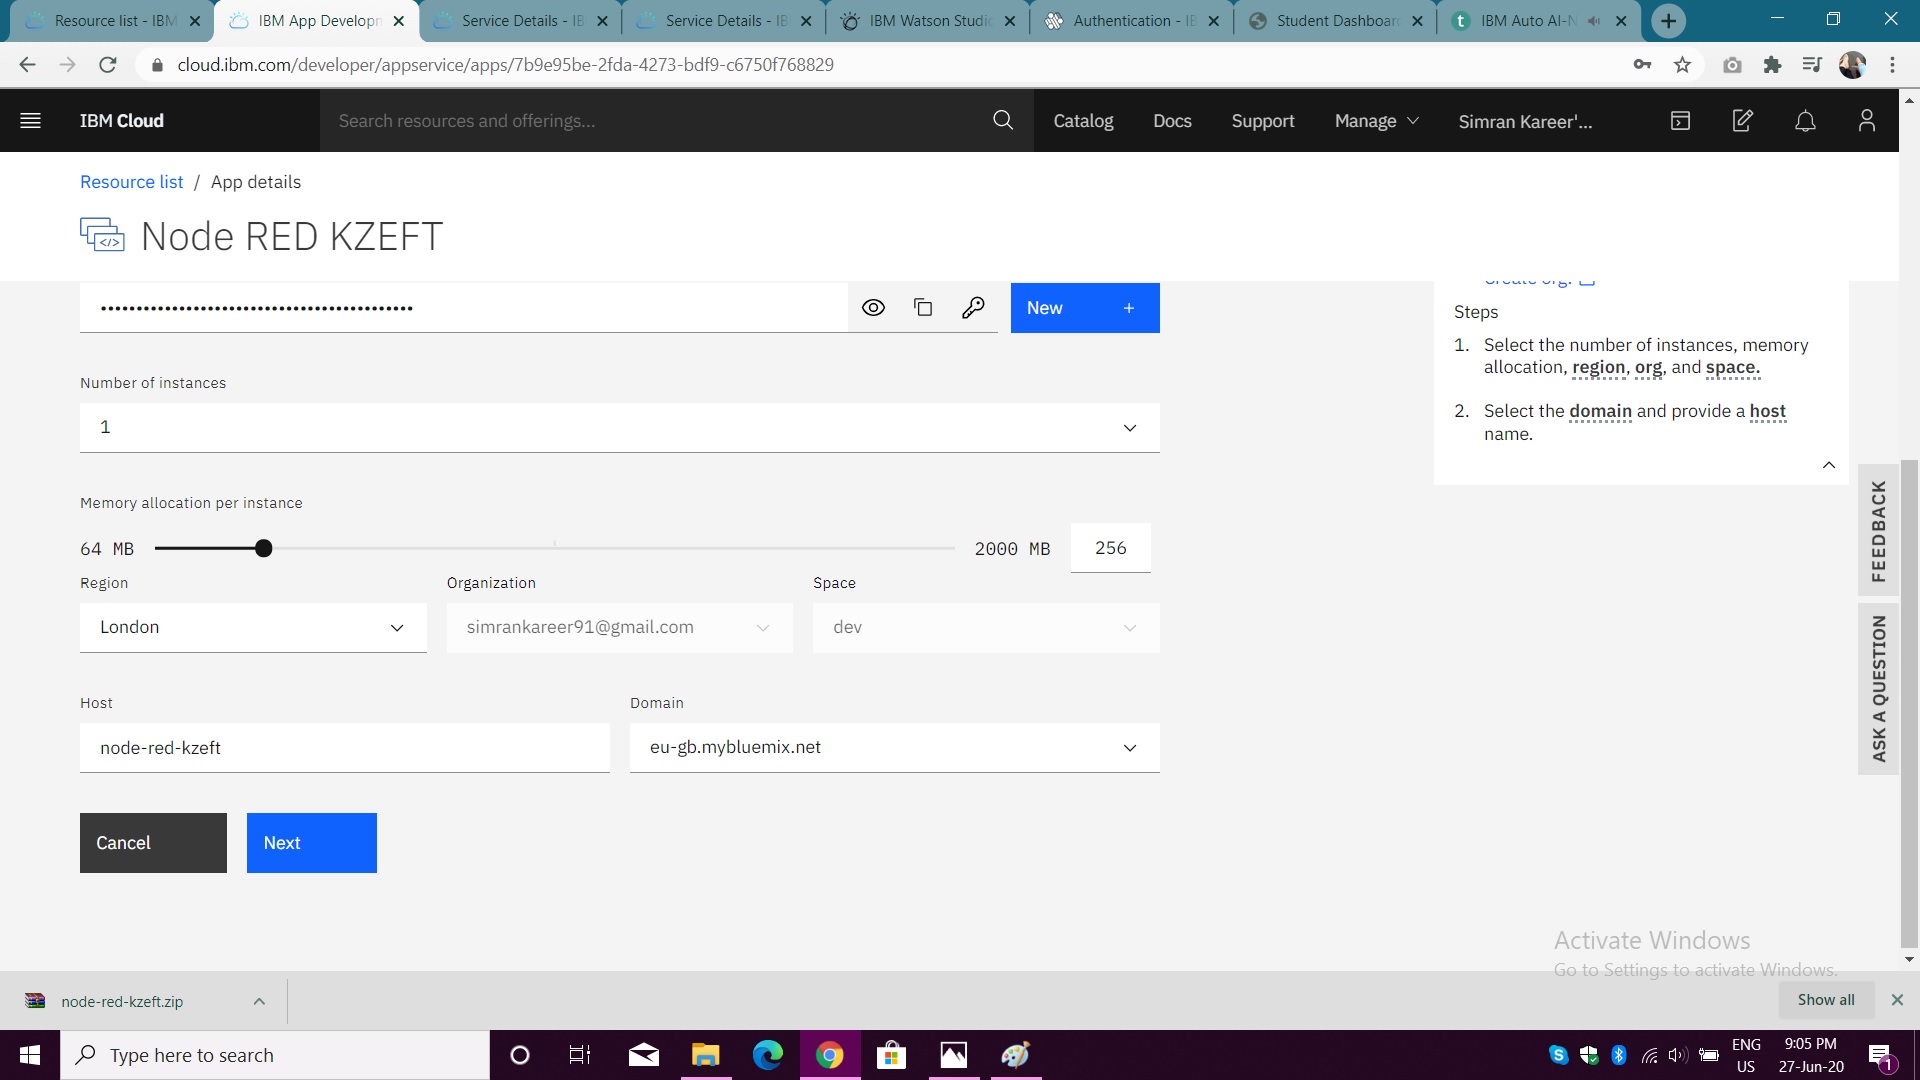 Resource list - IBM
IBM App Developn
Service Details - IB
Service Details - IB
IBM Watson Studio
Authentication - IB
Student Dashboard
t IBM Auto AI-N
cloud.ibm.com/developer/appservice/apps/7b9e95be-2fda-4273-bdf9-c6750f768829
IBM Cloud
Search resources and offerings...
Catalog
Docs
Support
Manage
Simran Kareer'...
Resource list / App details
Node RED KZEFT
New +
Create org.
Steps
1. Select the number of instances, memory
allocation, region, org, and space.
2. Select the domain and provide a host
name.
Number of instances
1
Memory allocation per instance
64 MB
2000 MB
256
Region
Organization
Space
London
simrankareer91@gmail.com
dev
Host
Domain
node-red-kzeft
eu-gb.mybluemix.net
Cancel
Next
FEEDBACK
ASK A QUESTION
Activate Windows
Go to Settings to activate Windows.
node-red-kzeft.zip
Show all
Type here to search
ENG
US
9:05 PM
27-Jun-20
1